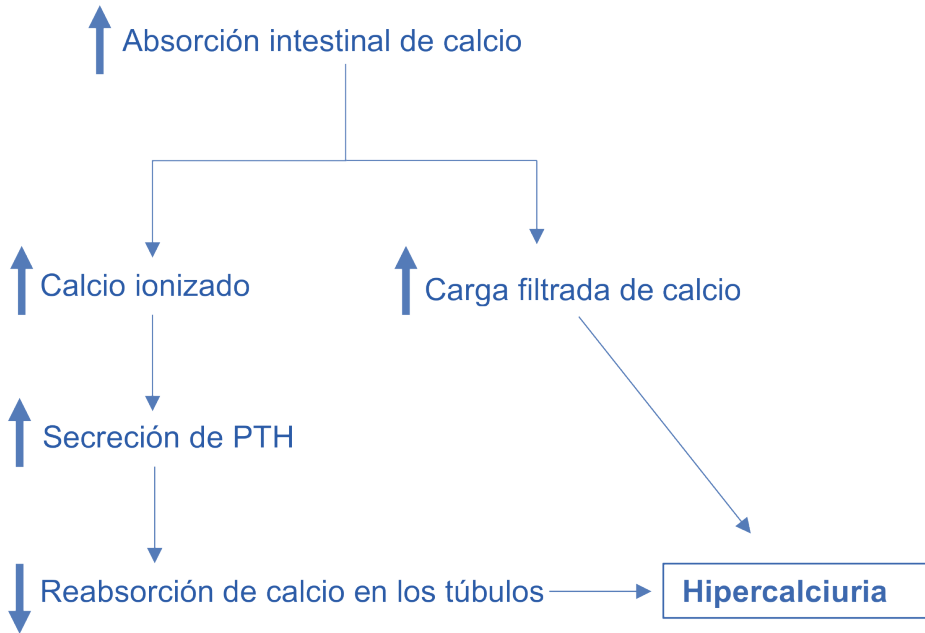 Absorción intestinal de calcio
Calcio ionizado
Carga filtrada de calcio
Secreción de PTH
Reabsorción de calcio en los túbulos
Hipercalciuria